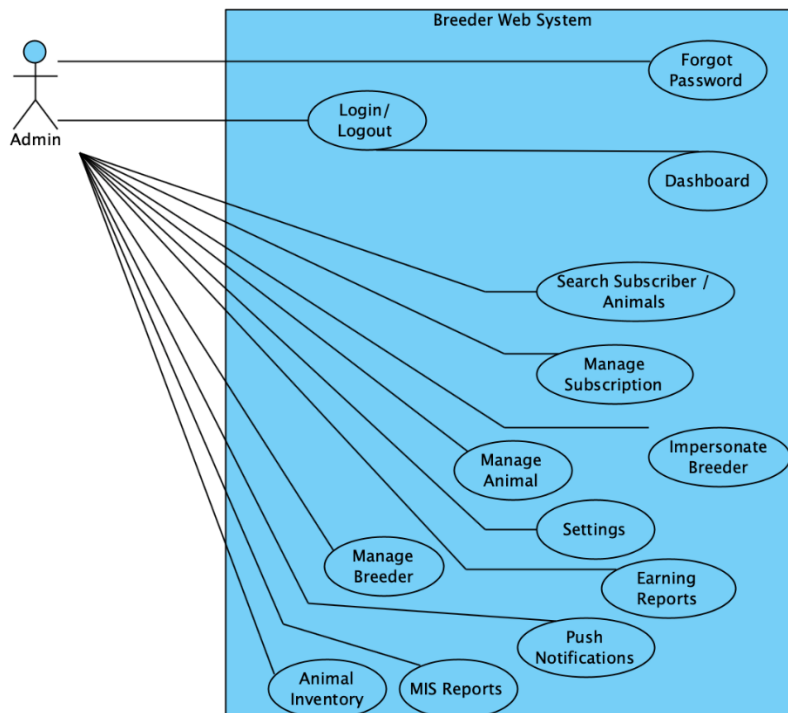 Breeder Web System
Forgot
Password
Login/
Logout
Admin
Dashboard
Search Subscriber /
Animals
Manage
Subscription
Impersonate
Breeder
Manage
Animal
Settings
Manage
Breeder
Earning
Reports
Push
Notifications
Animal
Inventory
MIS Reports